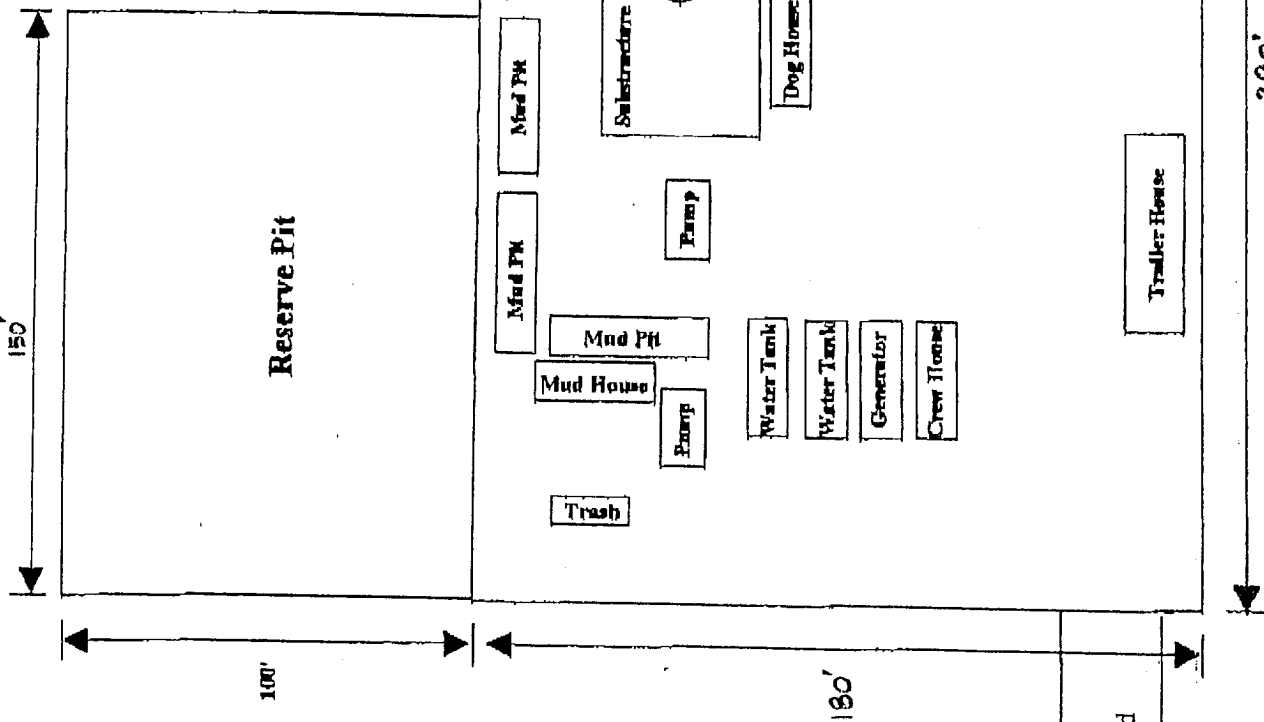 150'
Reserve Pit
100'
Mud Pit
Mud Pit
Mud Pit
Mud House
Substructure
Dog House
Pump
Pump
Trash
Water Tank
Water Tank
Generator
Crew House
Trailer House
180'